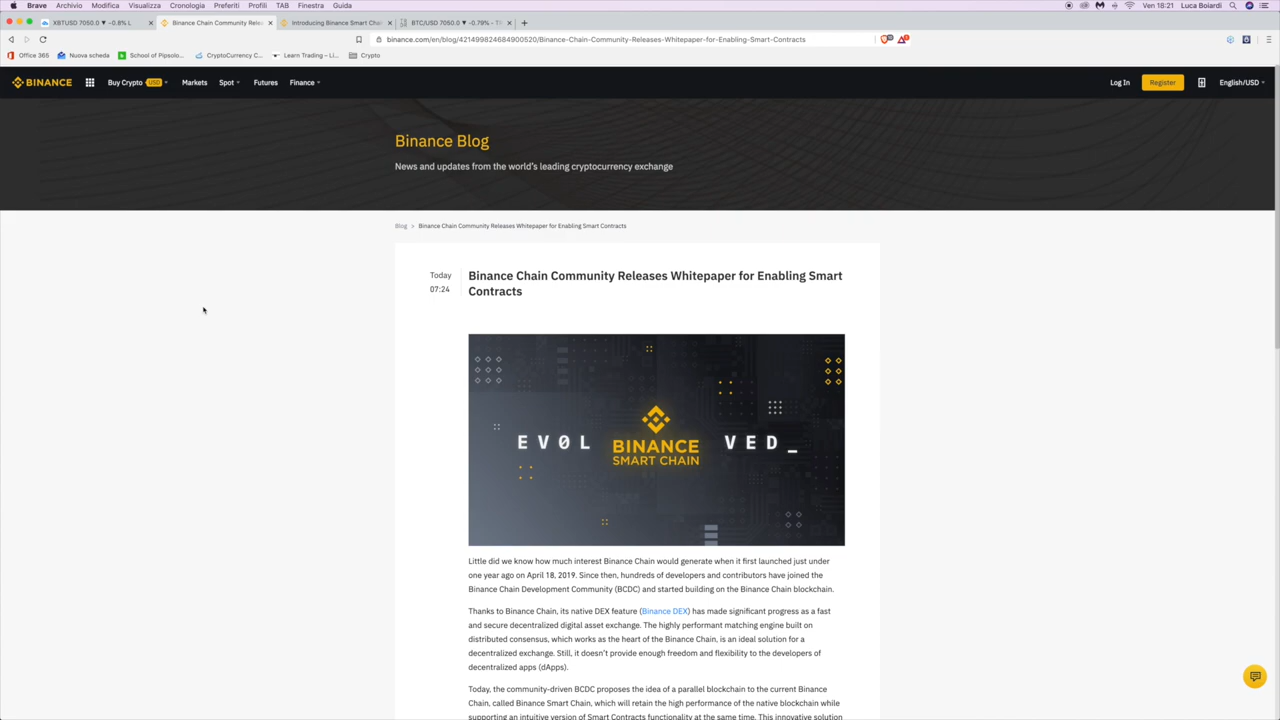 Brave Archivio Modifica Visualizza Cronologia Preferiti Profili TAB Finestra Guida Ven 18:21 Luca Boiardi
XBTUSD 7050.0 ▼ -0.8% L Binance Chain Community Relea Introducing Binance Smart Chai BTC/USD 7050.0 ▼ -0.79% - Th
binance.com/en/blog/421499824684900520/Binance-Chain-Community-Releases-Whitepaper-for-Enabling-Smart-Contracts
Office 365 Nuova scheda School of Pipsolo... CryptoCurrency C... Learn Trading – Li... Crypto
BINANCE Buy Crypto USD Markets Spot Futures Finance Log In Register English/USD
Binance Blog
News and updates from the world's leading cryptocurrency exchange
Blog > Binance Chain Community Releases Whitepaper for Enabling Smart Contracts
Today
07:24
Binance Chain Community Releases Whitepaper for Enabling Smart
Contracts
EV0L BINANCE VED_
SMART CHAIN
Little did we know how much interest Binance Chain would generate when it first launched just under
one year ago on April 18, 2019. Since then, hundreds of developers and contributors have joined the
Binance Chain Development Community (BCDC) and started building on the Binance Chain blockchain.
Thanks to Binance Chain, its native DEX feature (Binance DEX) has made significant progress as a fast
and secure decentralized digital asset exchange. The highly performant matching engine built on
distributed consensus, which works as the heart of the Binance Chain, is an ideal solution for a
decentralized exchange. Still, it doesn't provide enough freedom and flexibility to the developers of
decentralized apps (dApps).
Today, the community-driven BCDC proposes the idea of a parallel blockchain to the current Binance
Chain, called Binance Smart Chain, which will retain the high performance of the native blockchain while
supporting an intuitive version of Smart Contracts functionality at the same time. This innovative solution